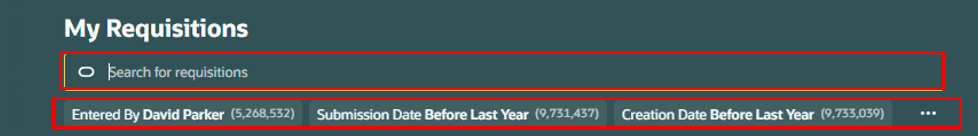 My Requisitions
Search for requisitions
Entered By David Parker (5,268,532) Submission Date Before Last Year (9,731,437) Creation Date Before Last Year (9,733,039) ...